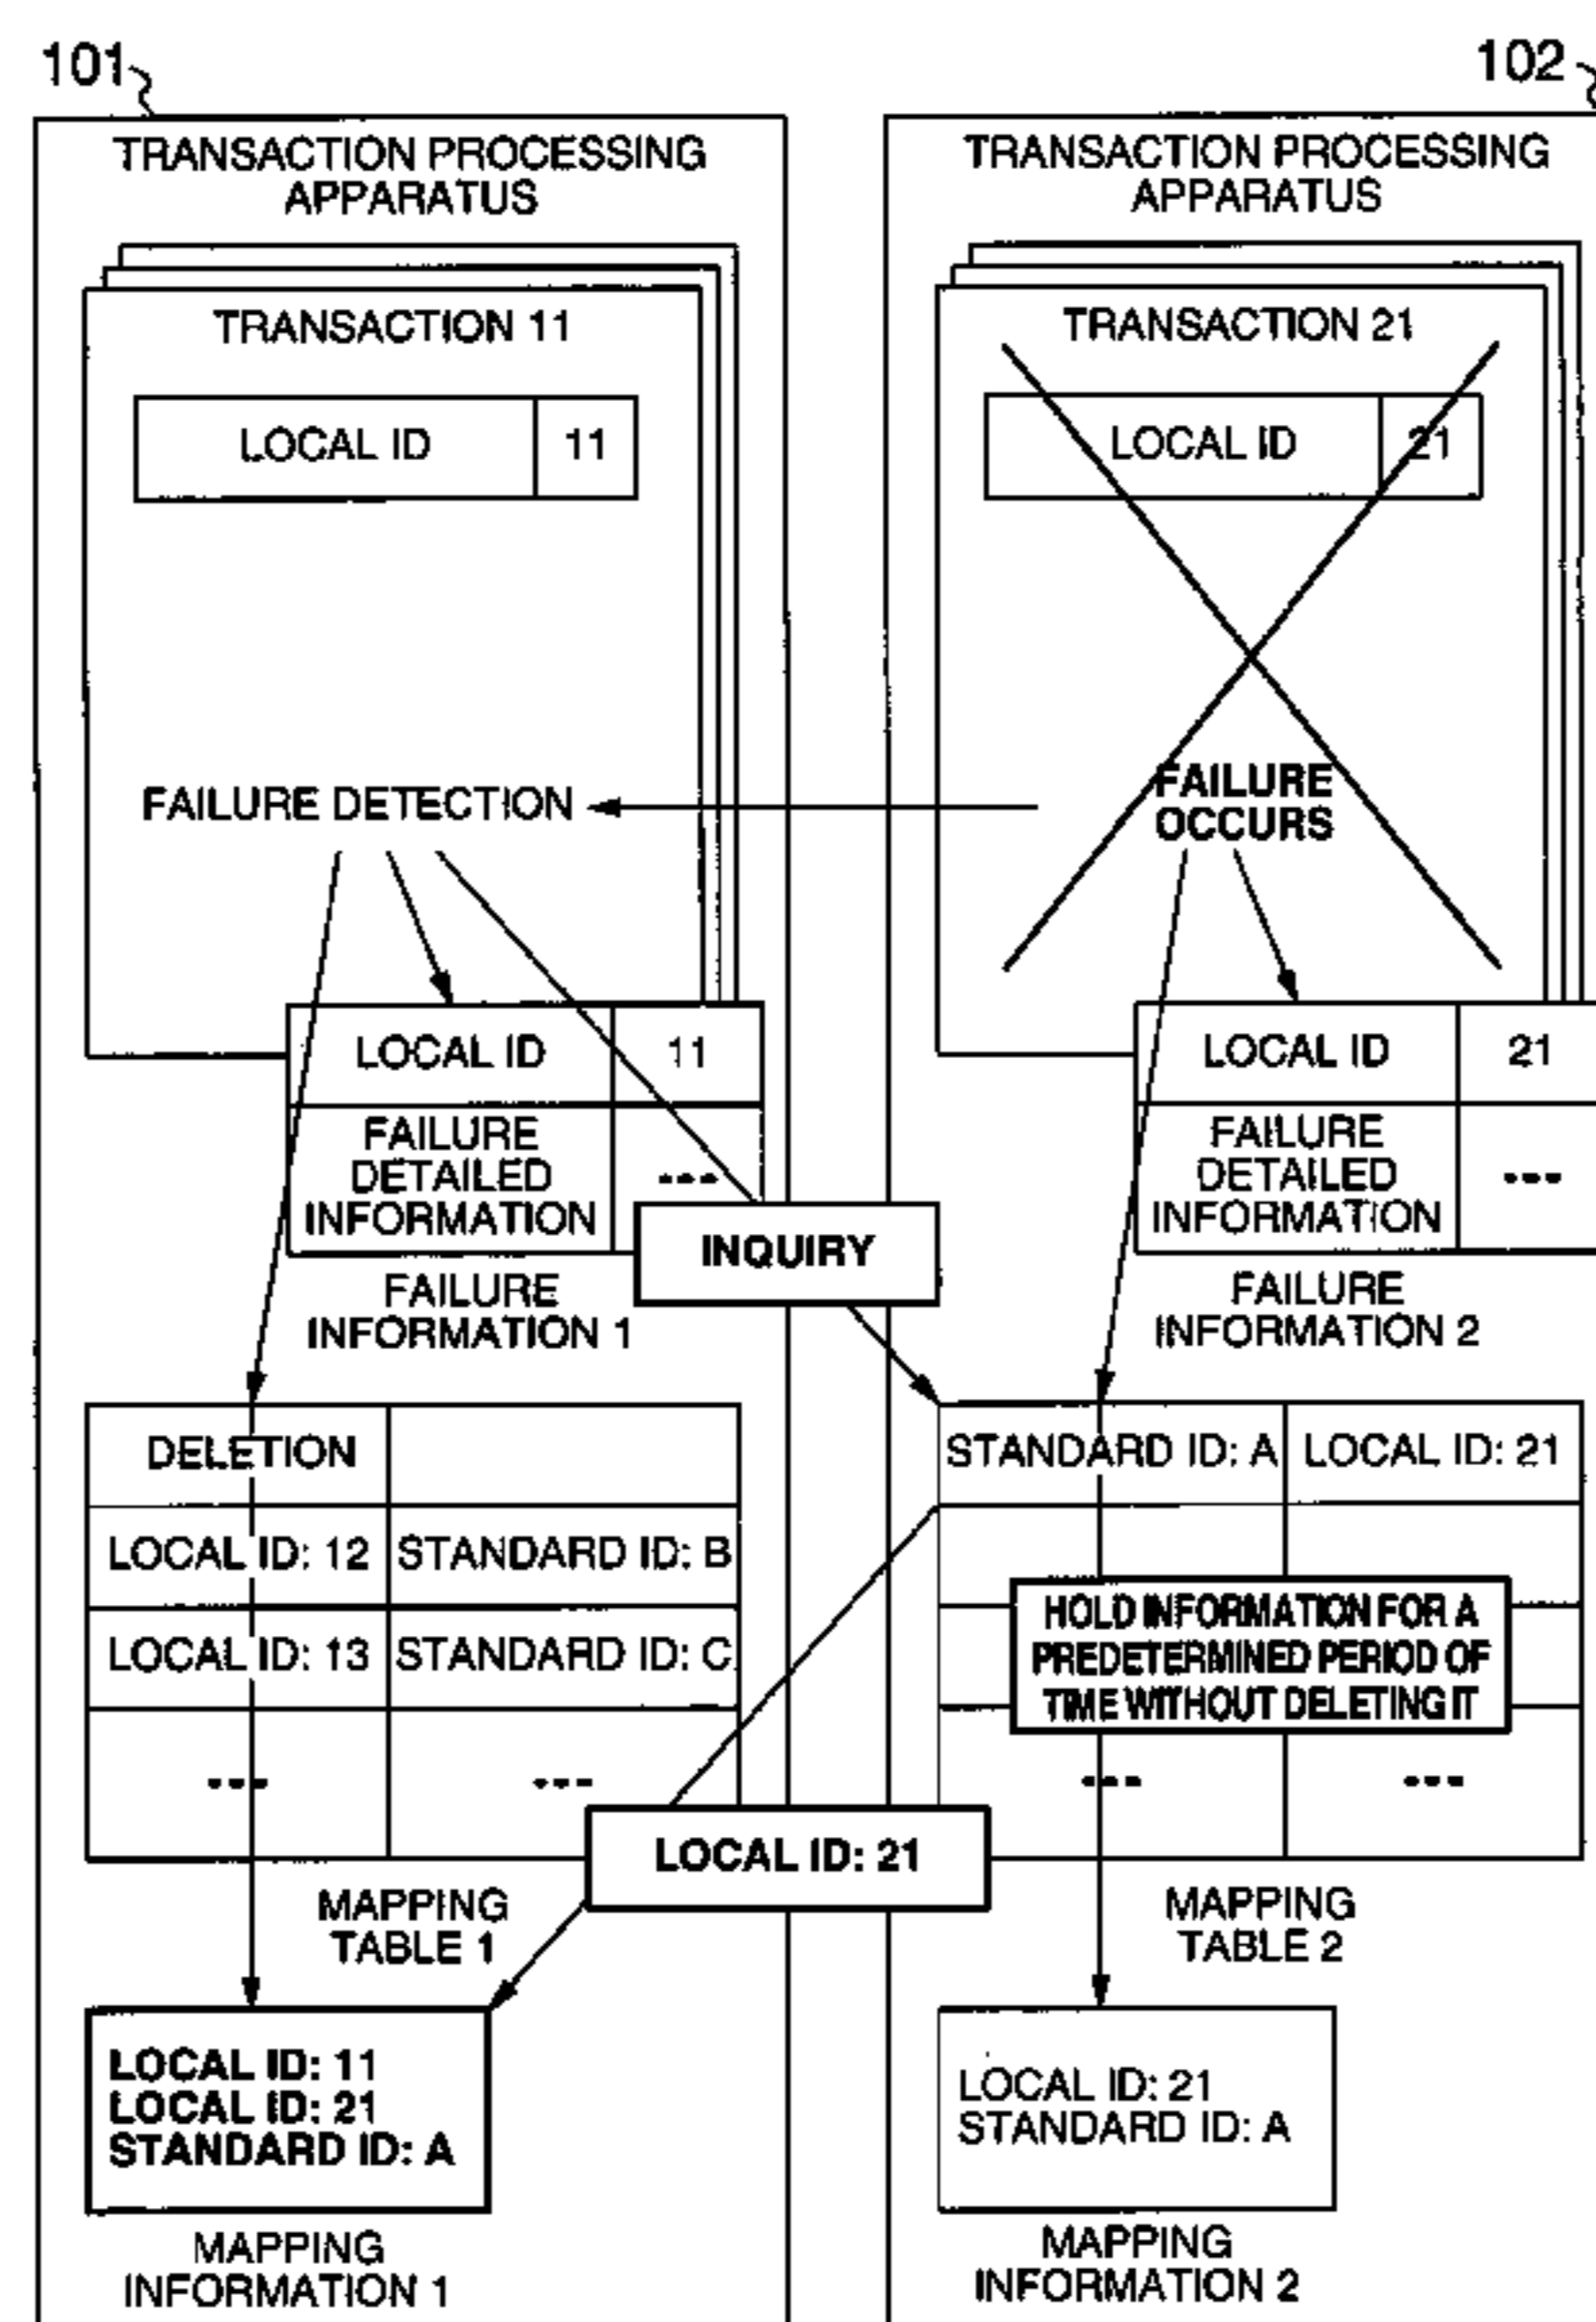 101
102
TRANSACTION PROCESSING
APPARATUS
TRANSACTION 11
LOCAL ID 11
FAILURE DETECTION
LOCAL ID 11
FAILURE
DETAILED
INFORMATION
---
FAILURE
INFORMATION 1
DELETION
LOCAL ID: 12 STANDARD ID: B
LOCAL ID: 13 STANDARD ID: C
--- ---
MAPPING
TABLE 1
LOCAL ID: 11
LOCAL ID: 21
STANDARD ID: A
MAPPING
INFORMATION 1
INQUIRY
LOCAL ID: 21
TRANSACTION PROCESSING
APPARATUS
TRANSACTION 21
LOCAL ID 21
FAILURE
OCCURS
LOCAL ID 21
FAILURE
DETAILED
INFORMATION
---
FAILURE
INFORMATION 2
STANDARD ID: A LOCAL ID: 21
HOLD INFORMATION FOR A
PREDETERMINED PERIOD OF
TIME WITHOUT DELETING IT
--- ---
MAPPING
TABLE 2
LOCAL ID: 21
STANDARD ID: A
MAPPING
INFORMATION 2